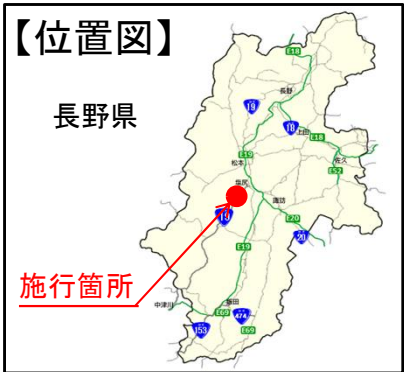 【位置図】
長野県
E18
長野
19
18
上田
E18
佐久
E19
松本
E52
塩尻
諏訪
19
E20
20
E19
施行箇所
中津川
飯田
E69
474
153
E69